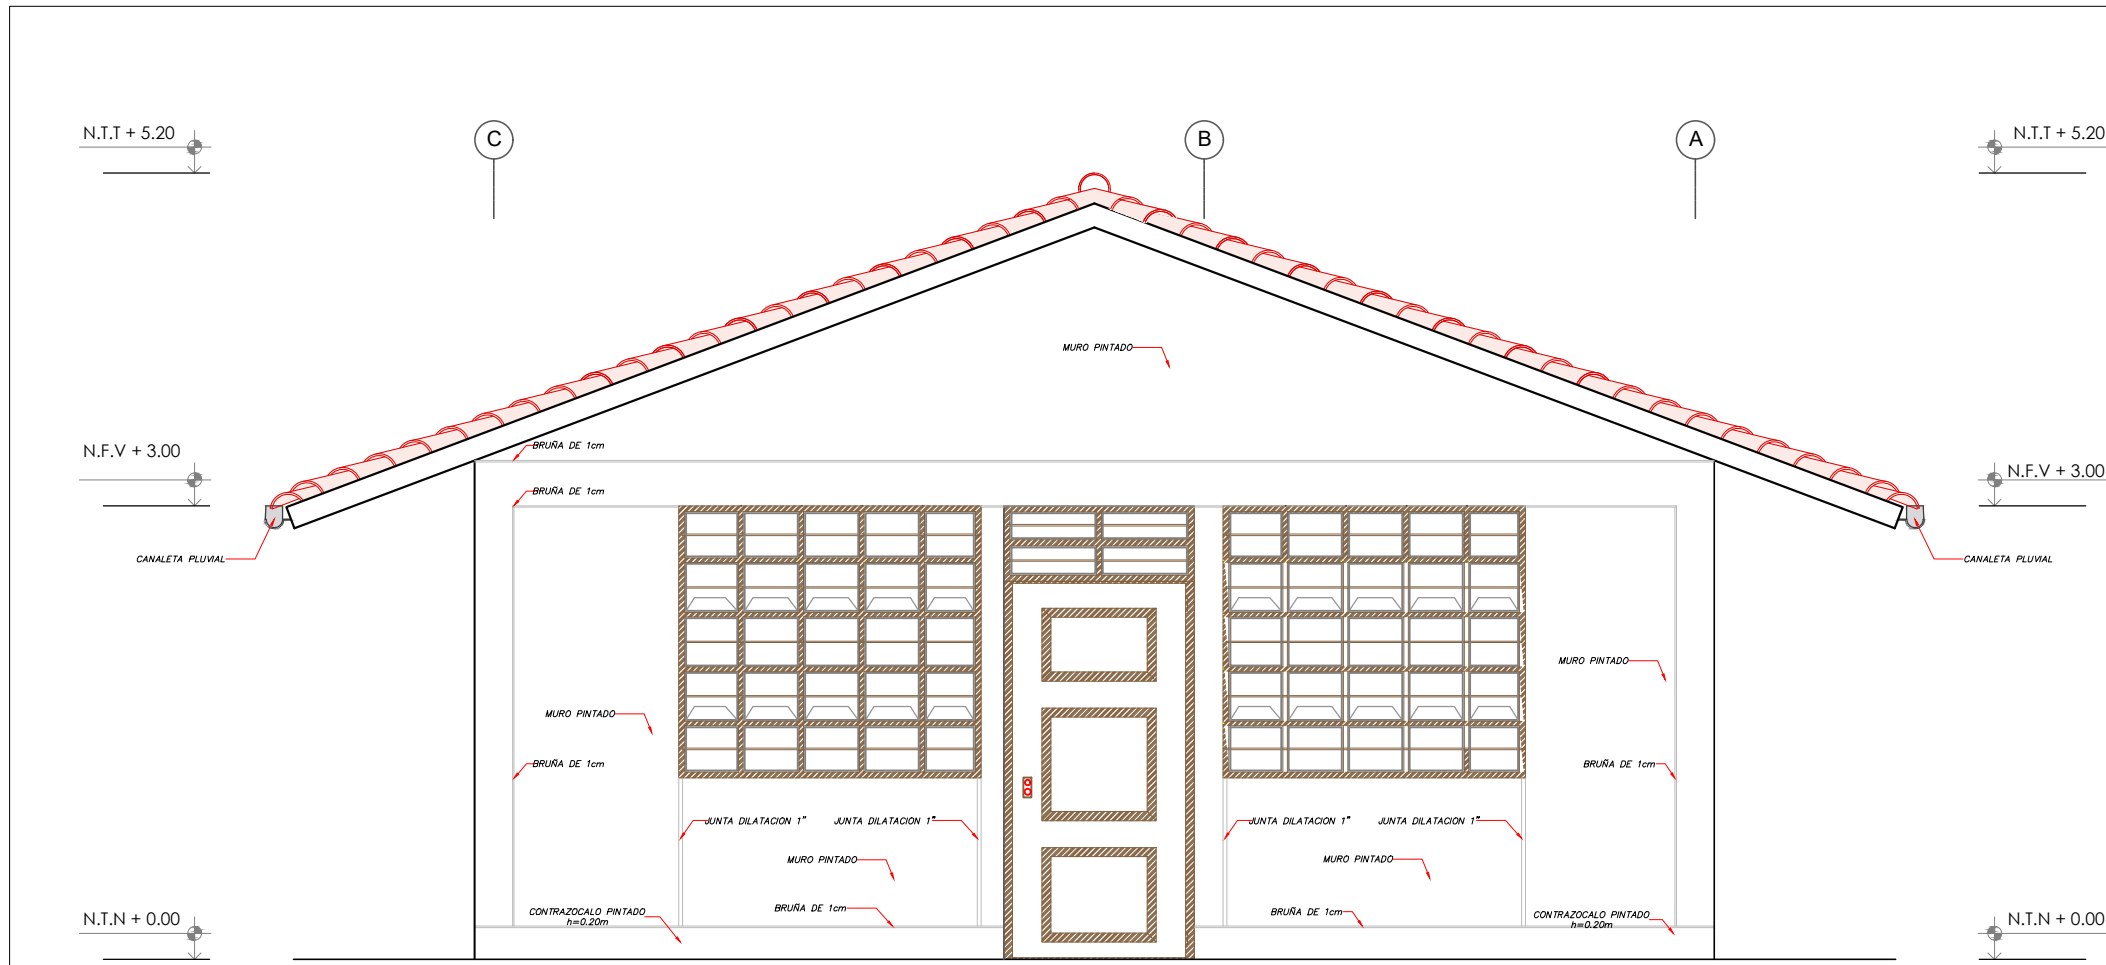 N.T.T + 5.20
C
B
A
N.T.T + 5.20
MURO PINTADO
BRUÑA DE 1cm
N.F.V + 3.00
N.F.V + 3.00
BRUÑA DE 1cm
CANALETA PLUVIAL
CANALETA PLUVIAL
MURO PINTADO
MURO PINTADO
BRUÑA DE 1cm
BRUÑA DE 1cm
JUNTA DILATACION 1"
JUNTA DILATACION 1"
JUNTA DILATACION 1"
JUNTA DILATACION 1"
MURO PINTADO
MURO PINTADO
BRUÑA DE 1cm
BRUÑA DE 1cm
CONTRAZOCALO PINTADO
h=0.20m
CONTRAZOCALO PINTADO
h=0.20m
N.T.N + 0.00
N.T.N + 0.00